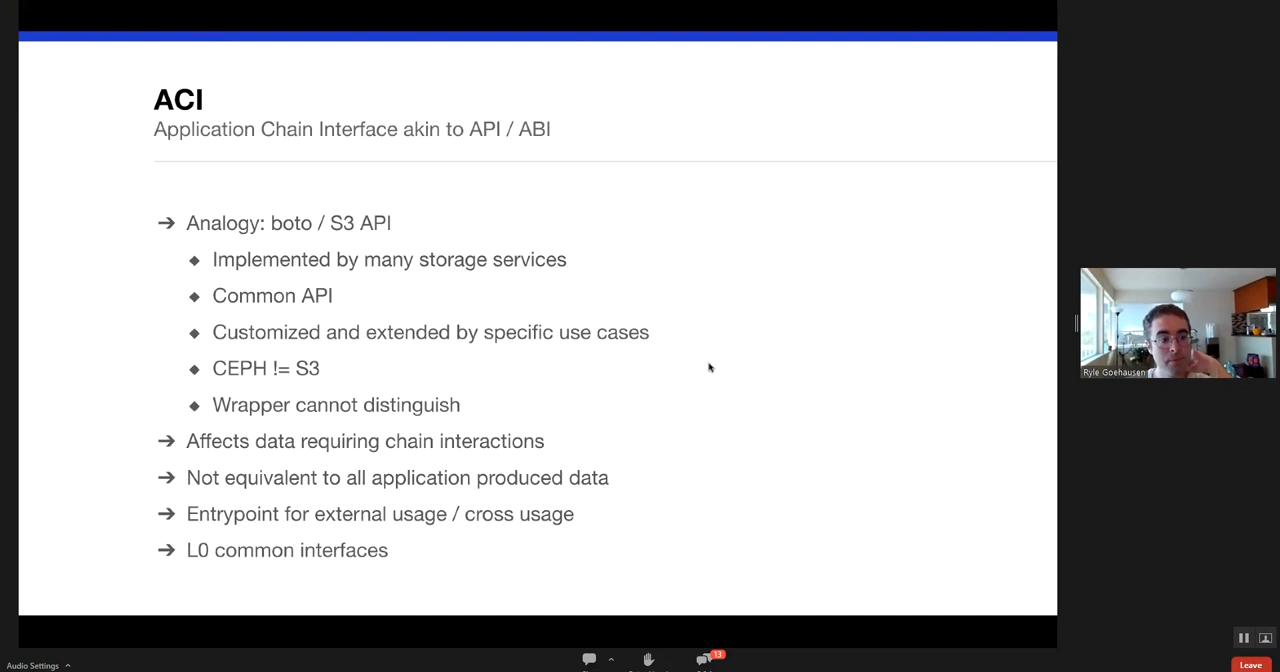 ACI
Application Chain Interface akin to API / ABI
➔ Analogy: boto / S3 API
◆ Implemented by many storage services
◆ Common API
◆ Customized and extended by specific use cases
◆ CEPH != S3
◆ Wrapper cannot distinguish
➔ Affects data requiring chain interactions
➔ Not equivalent to all application produced data
➔ Entrypoint for external usage / cross usage
➔ L0 common interfaces
Ryle Goehausen
13
Audio Settings
Leave